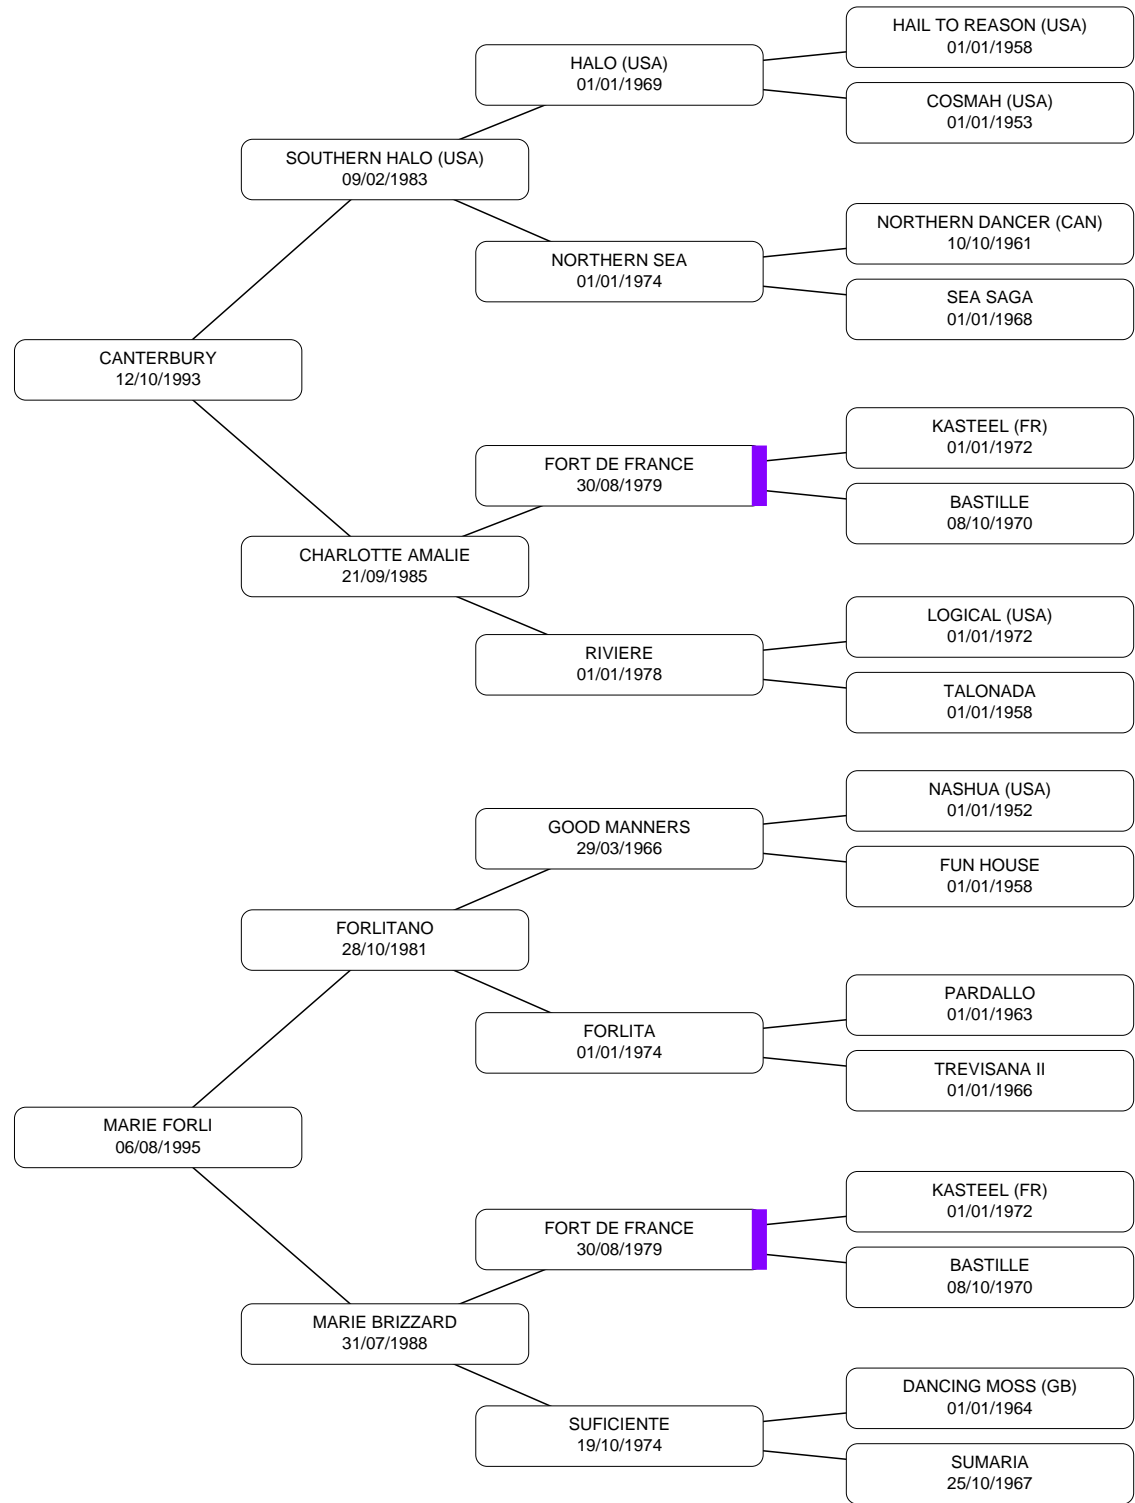 HAIL TO REASON (USA)
01/01/1958
HALO (USA)
01/01/1969
COSMAH (USA)
01/01/1953
SOUTHERN HALO (USA)
09/02/1983
NORTHERN DANCER (CAN)
10/10/1961
NORTHERN SEA
01/01/1974
SEA SAGA
01/01/1968
CANTERBURY
12/10/1993
KASTEEL (FR)
01/01/1972
FORT DE FRANCE
30/08/1979
BASTILLE
08/10/1970
CHARLOTTE AMALIE
21/09/1985
LOGICAL (USA)
01/01/1972
RIVIERE
01/01/1978
TALONADA
01/01/1958
NASHUA (USA)
01/01/1952
GOOD MANNERS
29/03/1966
FUN HOUSE
01/01/1958
FORLITANO
28/10/1981
PARDALLO
01/01/1963
FORLITA
01/01/1974
TREVISANA II
01/01/1966
MARIE FORLI
06/08/1995
KASTEEL (FR)
01/01/1972
FORT DE FRANCE
30/08/1979
BASTILLE
08/10/1970
MARIE BRIZZARD
31/07/1988
DANCING MOSS (GB)
01/01/1964
SUFICIENTE
19/10/1974
SUMARIA
25/10/1967